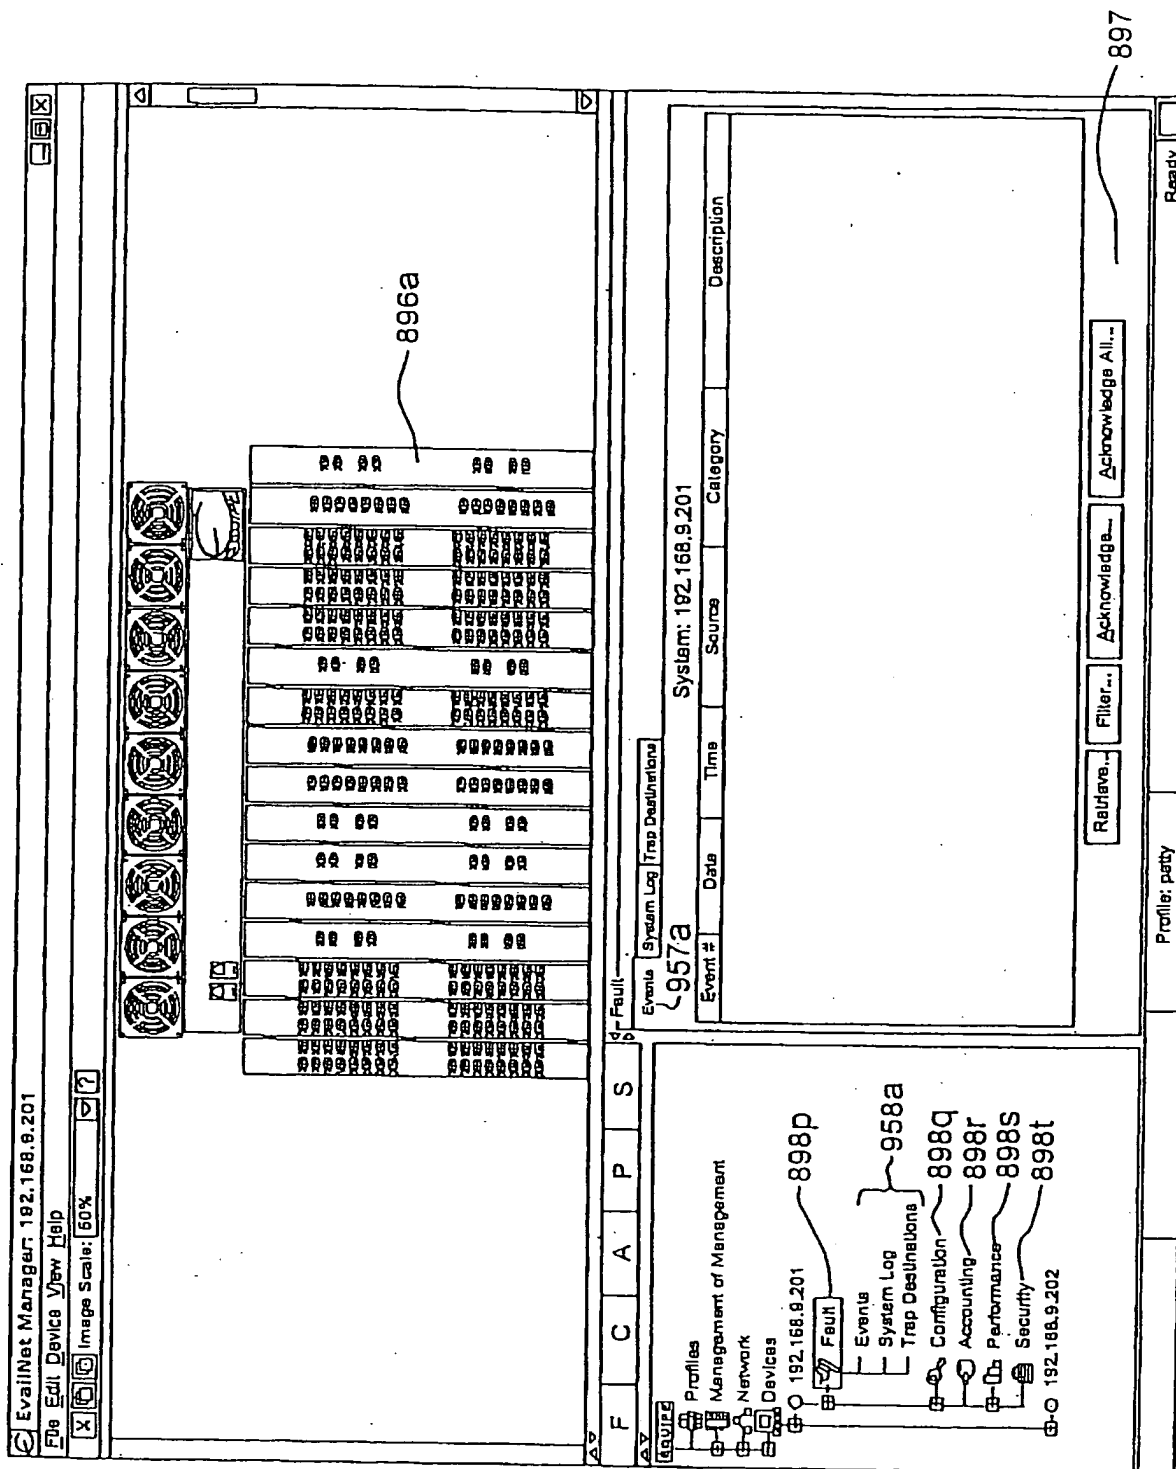 EvailNet Manager: 192.168.9.201
File Edit Device View Help
Image Scale: 60%
?
896a
F C A P S
EQUIPE
Profiles
Management of Management
Network
Devices
192.168.9.201
Fault
898p
Events
System Log
Trap Destinations
958a
Configuration
898q
Accounting
898r
Performance
898s
Security
898t
192.168.9.202
Fault
Events System Log Trap Destinations
957a
System: 192.168.9.201
Event # Date Time Source Category Description
Retrieve... Filter... Acknowledge... Acknowledge All...
897
Profile: patty
Ready